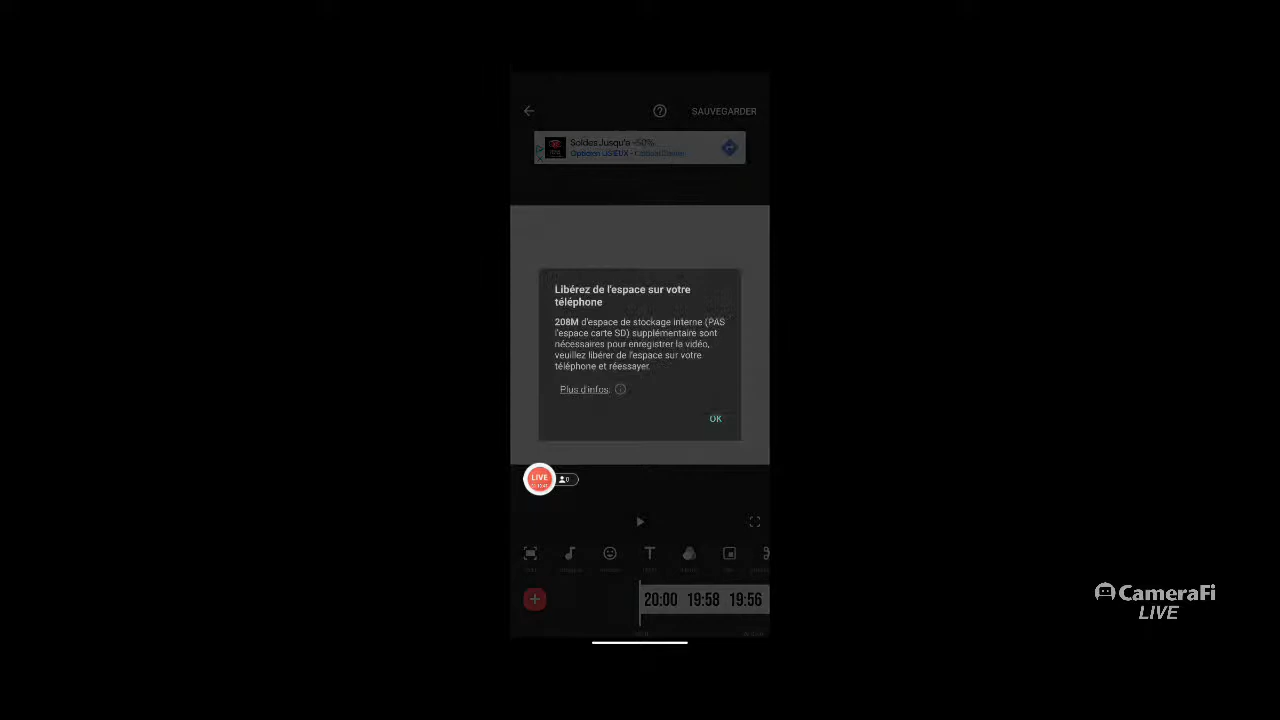 SAUVEGARDER
Soldes Jusqu'à -50%
Libérez de l'espace sur votre
téléphone
208M d'espace de stockage interne (PAS
l'espace carte SD) supplémentaire sont
nécessaires pour enregistrer la vidéo,
veuillez libérer de l'espace sur votre
téléphone et réessayer.
Plus d'infos
OK
LIVE
0
20:00 19:58 19:56
CameraFi
LIVE